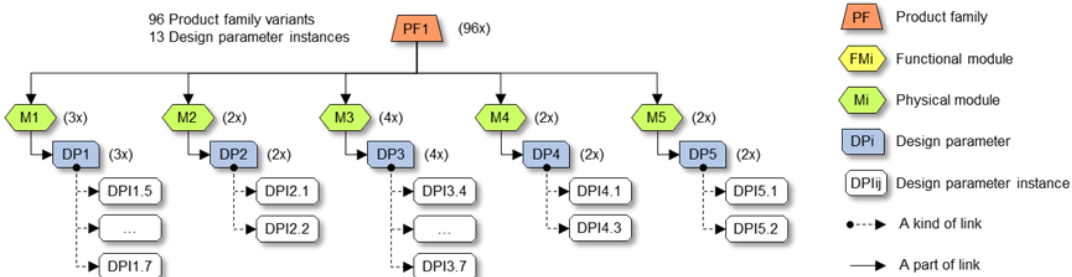 96 Product family variants
13 Design parameter instances
PF1 (96x)
M1 (3x) M2 (2x) M3 (4x) M4 (2x) M5 (2x)
DP1 (3x) DP2 (2x) DP3 (4x) DP4 (2x) DP5 (2x)
DPI1.5 DPI2.1 DPI3.4 DPI4.1 DPI5.1
... DPI2.2 ... DPI4.3 DPI5.2
DPI1.7 DPI3.7
PF Product family
FMi Functional module
Mi Physical module
DPi Design parameter
DPIij Design parameter instance
A kind of link
A part of link